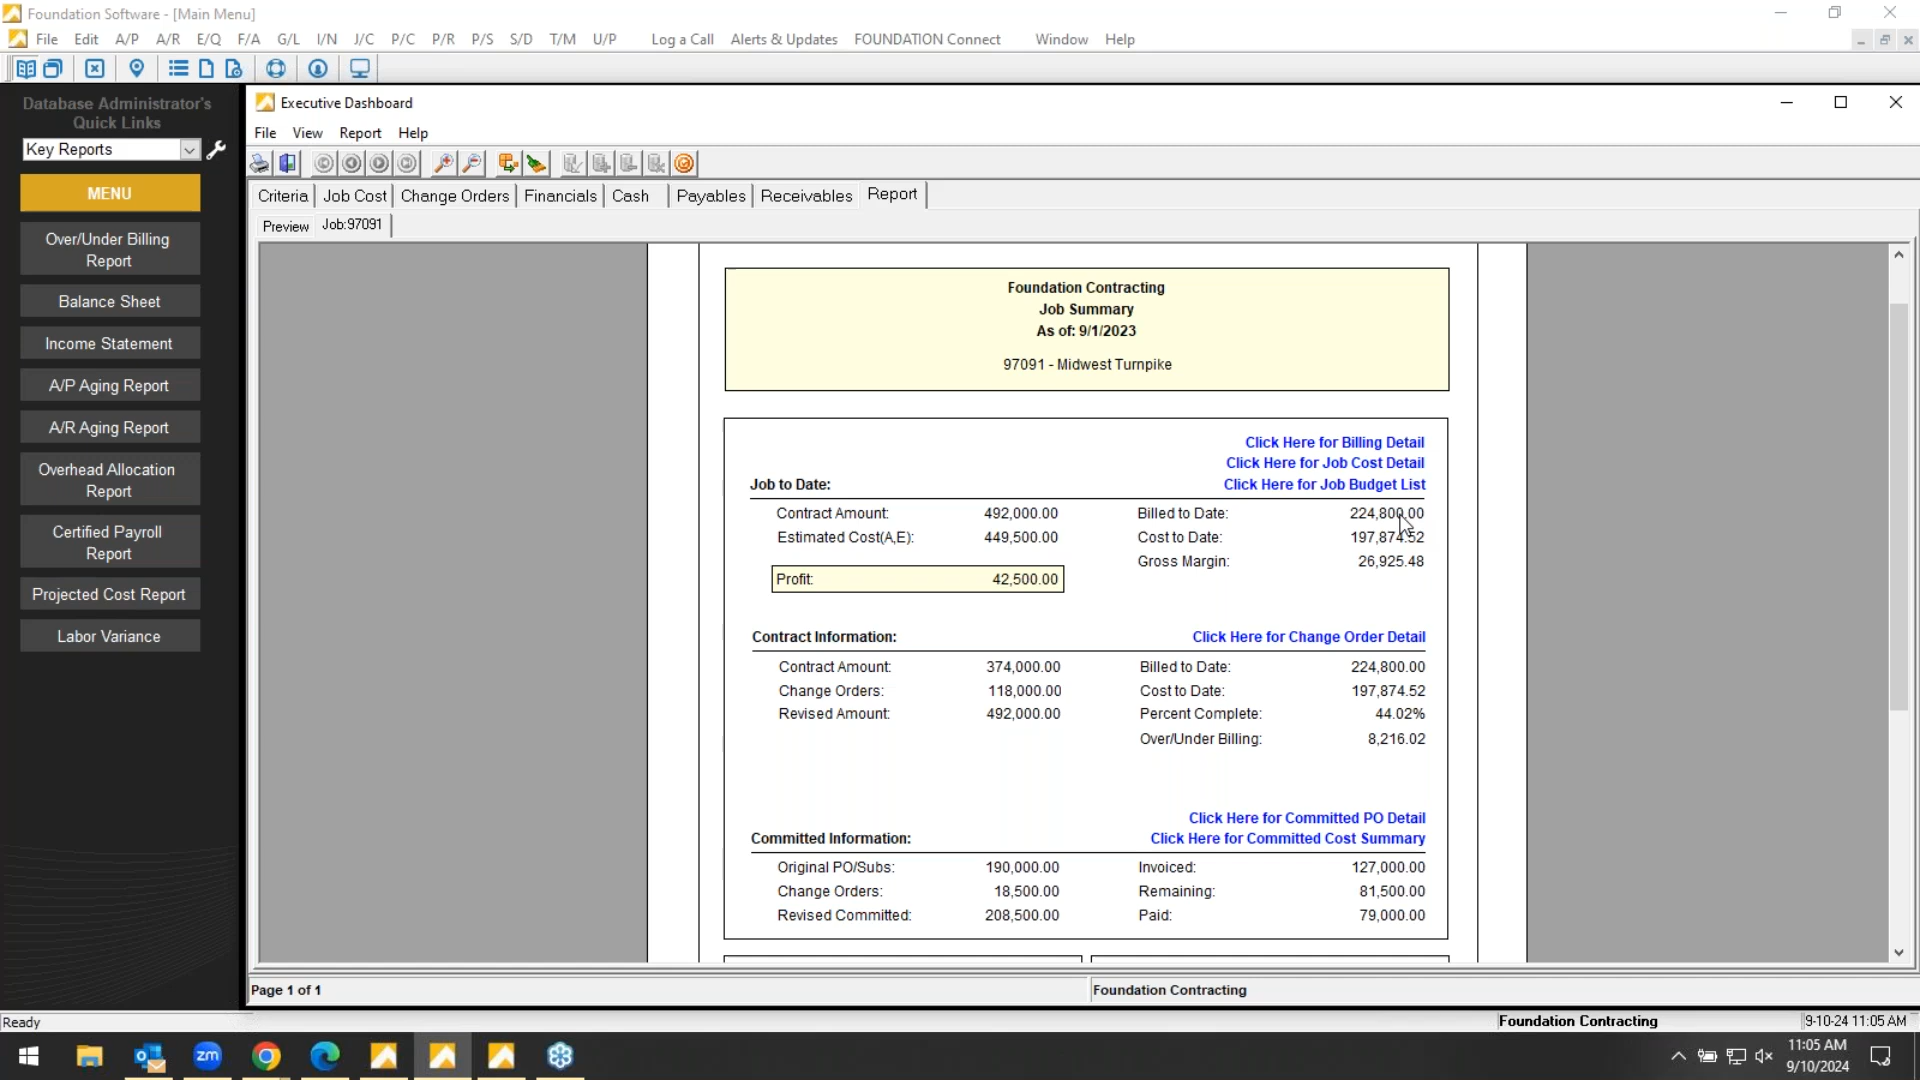 Foundation Software - [Main Menu]
File Edit A/P A/R E/Q F/A G/L I/N J/C P/C P/R P/S S/D T/M U/P Log a Call Alerts & Updates FOUNDATION Connect Window Help
Database Administrator's
Quick Links
Key Reports
MENU
Over/Under Billing
Report
Balance Sheet
Income Statement
A/P Aging Report
A/R Aging Report
Overhead Allocation
Report
Certified Payroll
Report
Projected Cost Report
Labor Variance
Executive Dashboard
File View Report Help
Criteria Job Cost Change Orders Financials Cash Payables Receivables Report
Preview Job:97091
Foundation Contracting
Job Summary
As of: 9/1/2023
97091 - Midwest Turnpike
Click Here for Billing Detail
Click Here for Job Cost Detail
Job to Date: Click Here for Job Budget List
Contract Amount: 492,000.00 Billed to Date: 224,800.00
Estimated Cost(A,E): 449,500.00 Cost to Date: 197,874.52
Gross Margin: 26,925.48
Profit: 42,500.00
Contract Information: Click Here for Change Order Detail
Contract Amount: 374,000.00 Billed to Date: 224,800.00
Change Orders: 118,000.00 Cost to Date: 197,874.52
Revised Amount: 492,000.00 Percent Complete: 44.02%
Over/Under Billing: 8,216.02
Click Here for Committed PO Detail
Committed Information: Click Here for Committed Cost Summary
Original PO/Subs: 190,000.00 Invoiced: 127,000.00
Change Orders: 18,500.00 Remaining: 81,500.00
Revised Committed: 208,500.00 Paid: 79,000.00
Page 1 of 1 Foundation Contracting
Ready Foundation Contracting 9-10-24 11:05 AM
zm
11:05 AM
9/10/2024